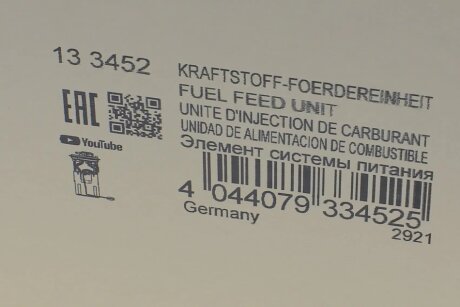 13 3452
KRAFTSTOFF-FOERDEREINHEIT
FUEL FEED UNIT
UNITE D'INJECTION DE CARBURANT
UNIDAD DE ALIMENTACION DE COMBUSTIBLE
Элемент системы питания
EAC
YouTube
4 044079 334525
Germany
2921